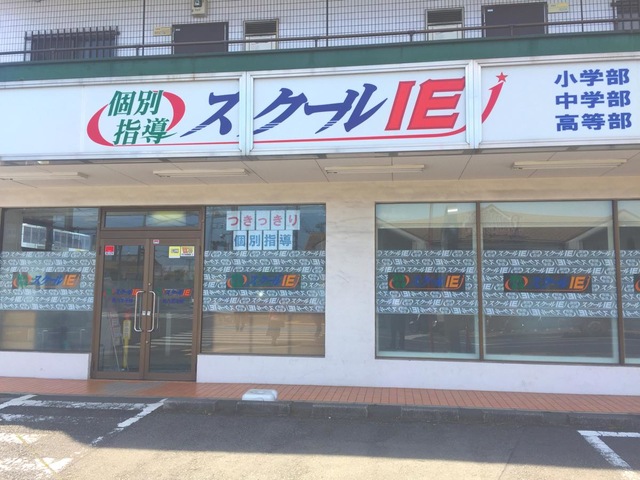 個別
指導
スクールIE
小学部
中学部
高等部
つきっきり
個別指導
スクールIE
スクールIE
スクールIE
スクールIE